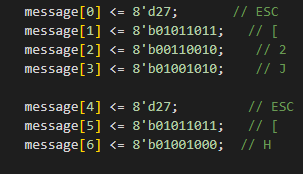 message[0] <= 8'd27; // ESC
message[1] <= 8'b01011011; // [
message[2] <= 8'b00110010; // 2
message[3] <= 8'b01001010; // J
message[4] <= 8'd27; // ESC
message[5] <= 8'b01011011; // [
message[6] <= 8'b01001000; // H